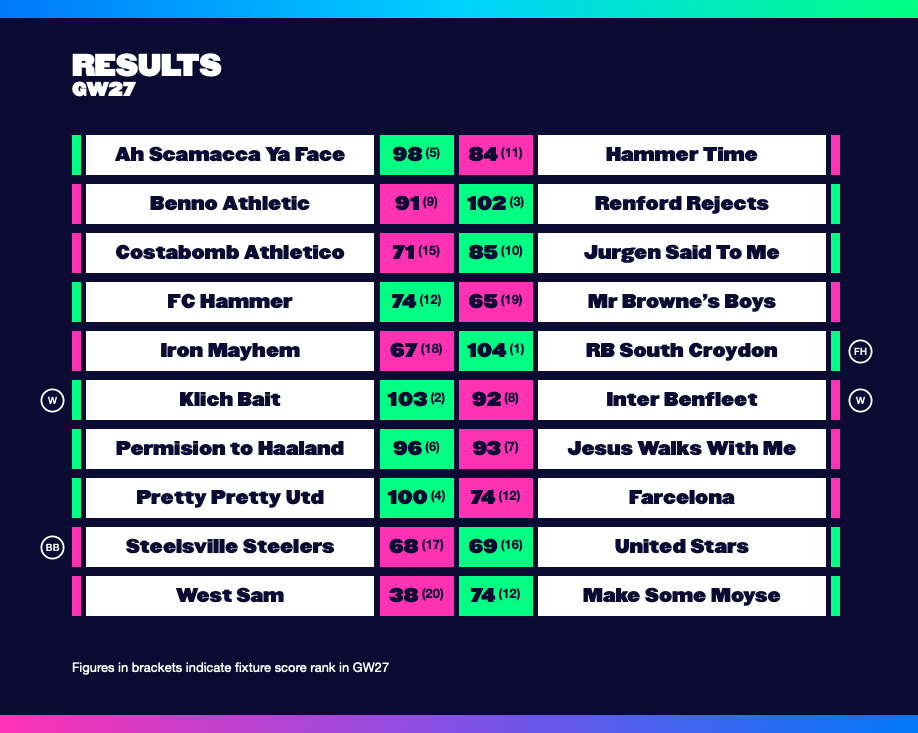 RESULTS
GW27
Ah Scamacca Ya Face 98 (5) 84 (11) Hammer Time
Benno Athletic 91 (9) 102 (3) Renford Rejects
Costabomb Athletico 71 (15) 85 (10) Jurgen Said To Me
FC Hammer 74 (12) 65 (19) Mr Browne’s Boys
Iron Mayhem 67 (18) 104 (1) RB South Croydon FH
W Klich Bait 103 (2) 92 (8) Inter Benfleet W
Permision to Haaland 96 (6) 93 (7) Jesus Walks With Me
Pretty Pretty Utd 100 (4) 74 (12) Farcelona
BB Steelsville Steelers 68 (17) 69 (16) United Stars
West Sam 38 (20) 74 (12) Make Some Moyse
Figures in brackets indicate fixture score rank in GW27